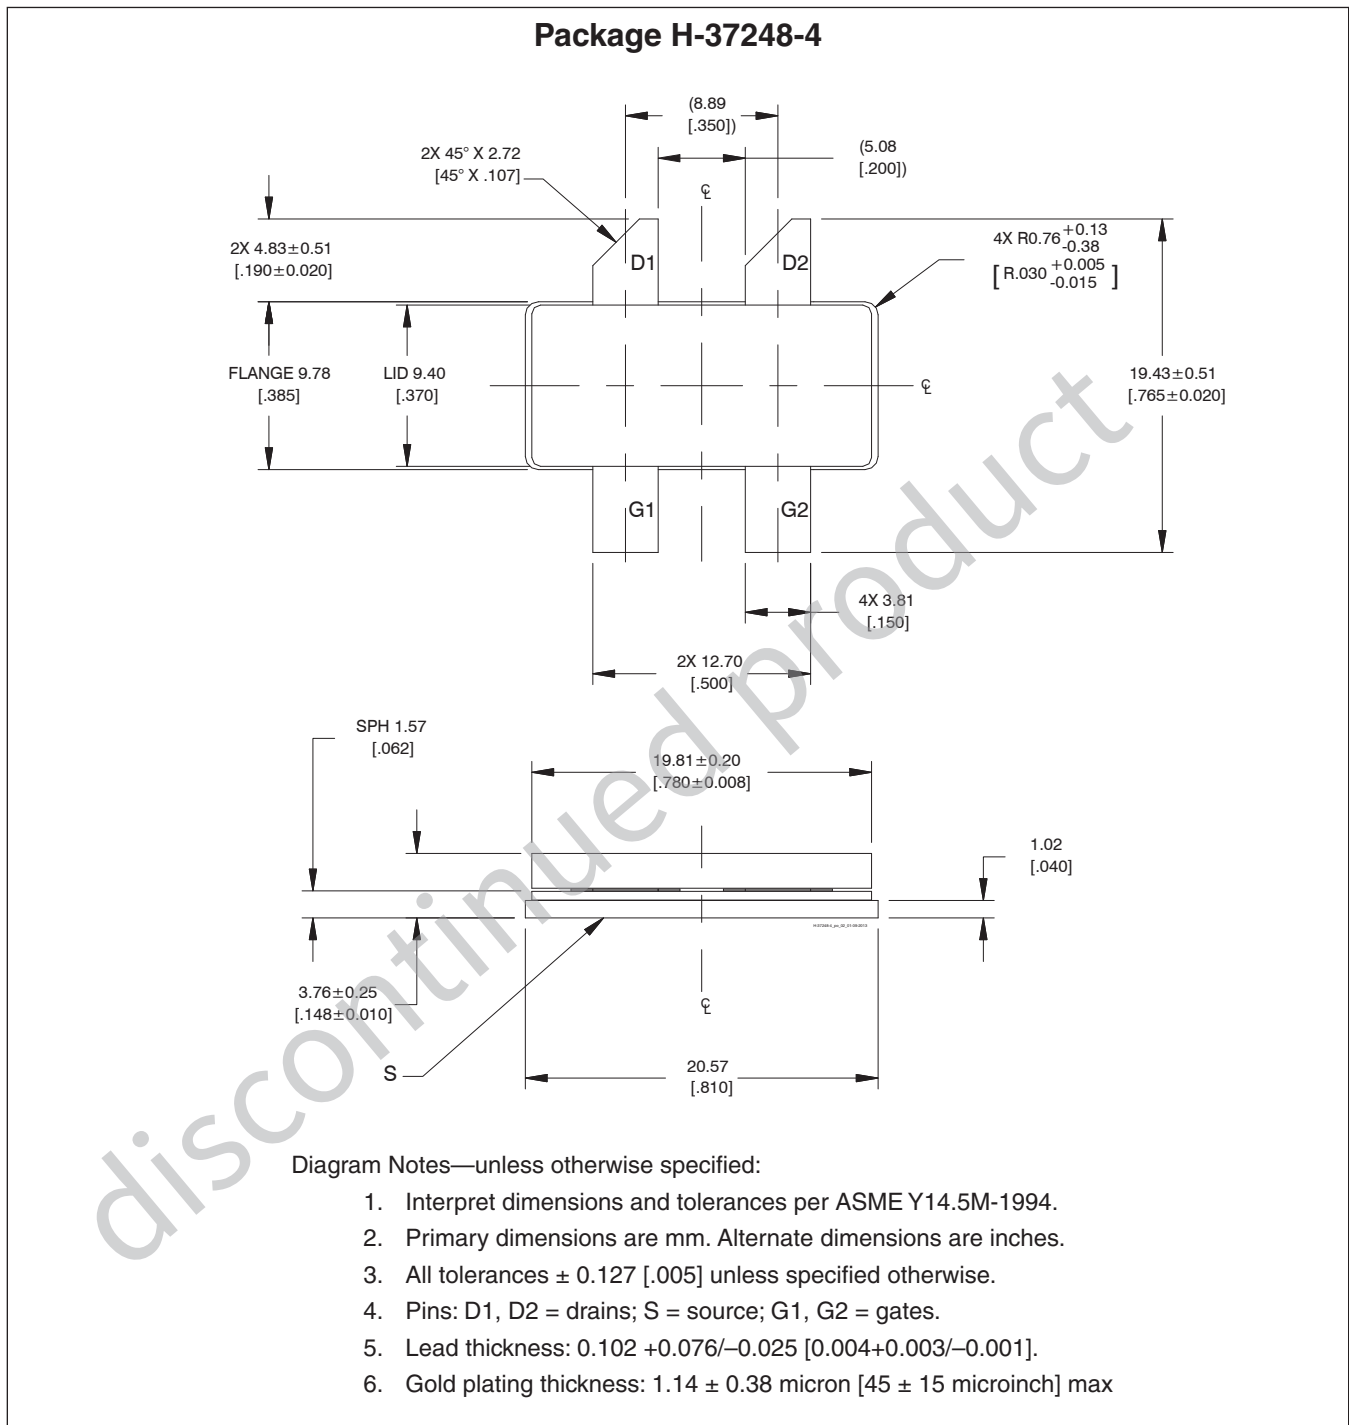 Package H-37248-4
(8.89
[.350])
2X 45° X 2.72
[45° X .107]
(5.08
[.200])
℄
2X 4.83±0.51
[.190±0.020]
D1
D2
4X R0.76 +0.13
-0.38
[ R.030 +0.005
-0.015 ]
FLANGE 9.78
[.385]
LID 9.40
[.370]
℄
19.43±0.51
[.765±0.020]
G1
G2
4X 3.81
[.150]
2X 12.70
[.500]
SPH 1.57
[.062]
19.81±0.20
[.780±0.008]
1.02
[.040]
3.76±0.25
[.148±0.010]
℄
S
20.57
[.810]
discontinued product
Diagram Notes—unless otherwise specified:
1. Interpret dimensions and tolerances per ASME Y14.5M-1994.
2. Primary dimensions are mm. Alternate dimensions are inches.
3. All tolerances ± 0.127 [.005] unless specified otherwise.
4. Pins: D1, D2 = drains; S = source; G1, G2 = gates.
5. Lead thickness: 0.102 +0.076/–0.025 [0.004+0.003/–0.001].
6. Gold plating thickness: 1.14 ± 0.38 micron [45 ± 15 microinch] max